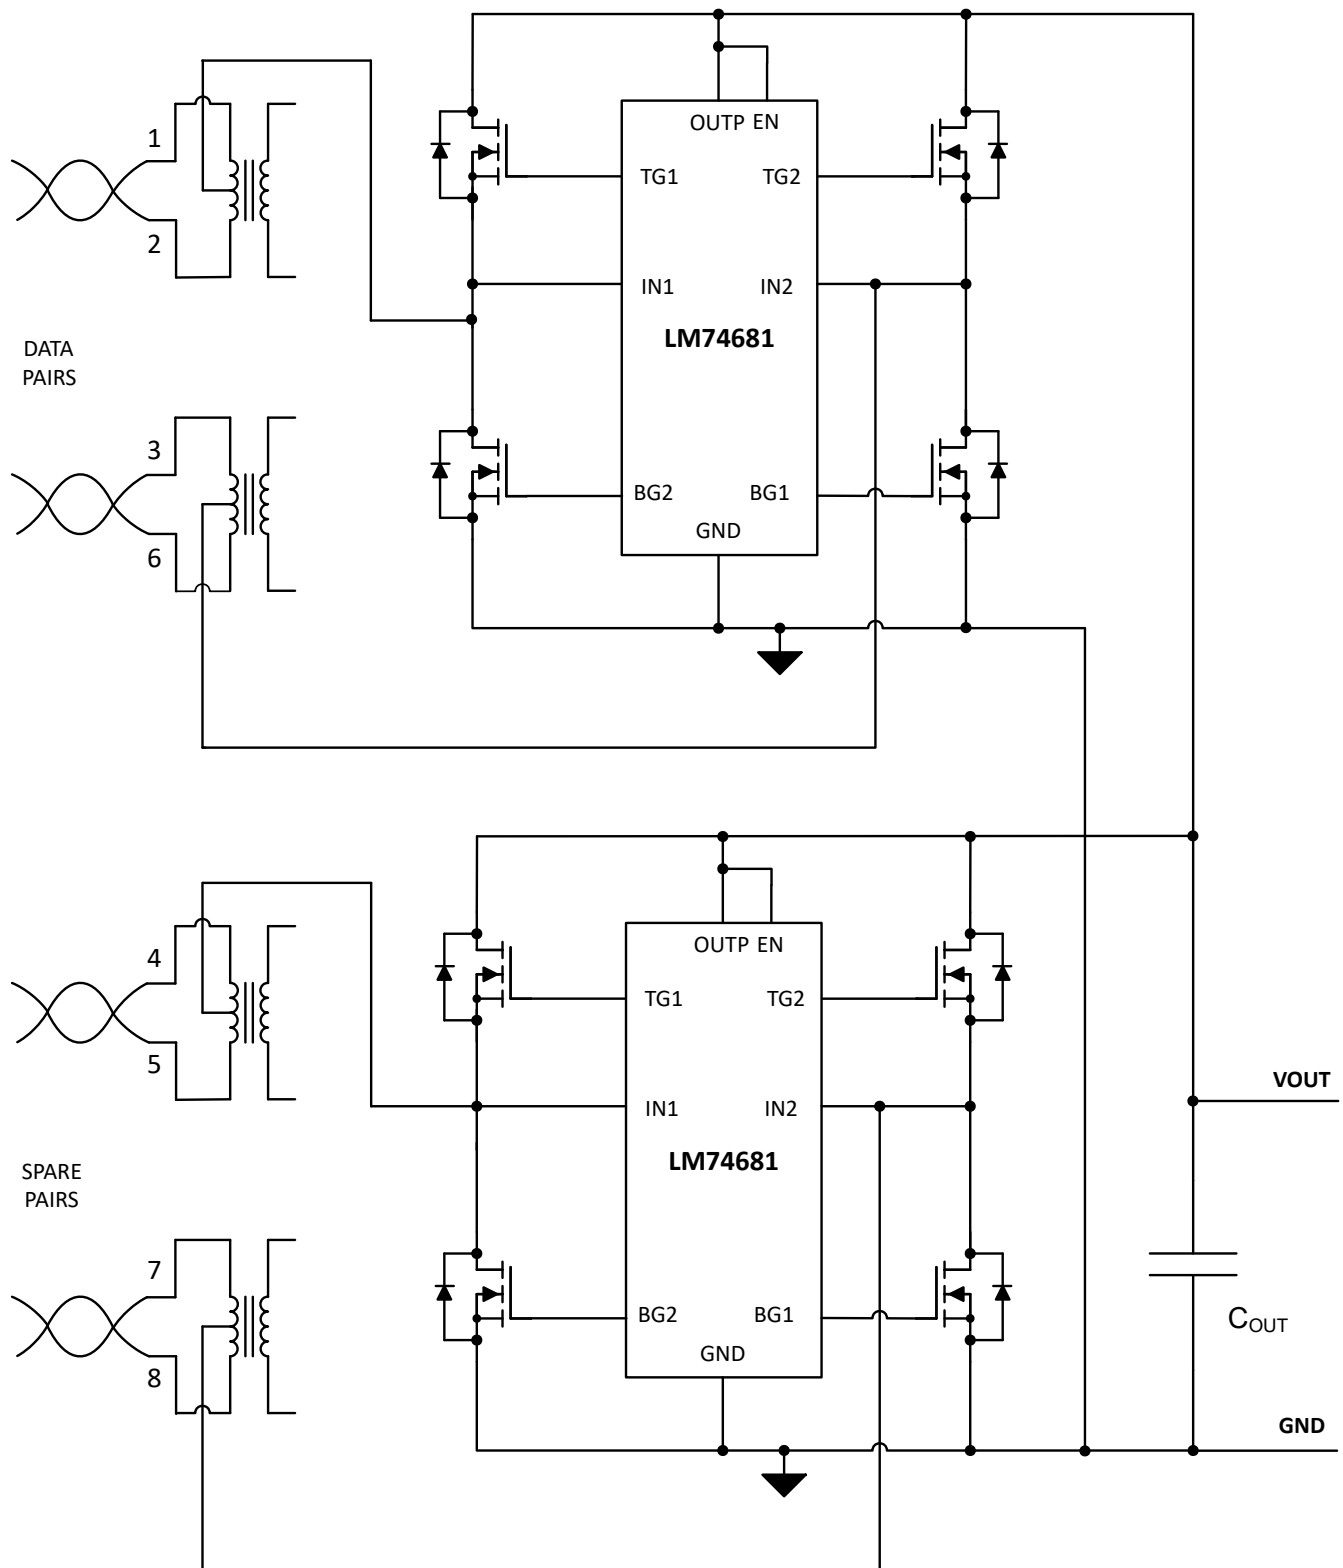 OUTP EN
1
TG1 TG2
2
IN1 IN2
LM74681
DATA
PAIRS
3
BG2 BG1
GND
6
OUTP EN
4
TG1 TG2
5
VOUT
IN1 IN2
LM74681
SPARE
PAIRS
7
BG2 BG1
COUT
GND
8
GND